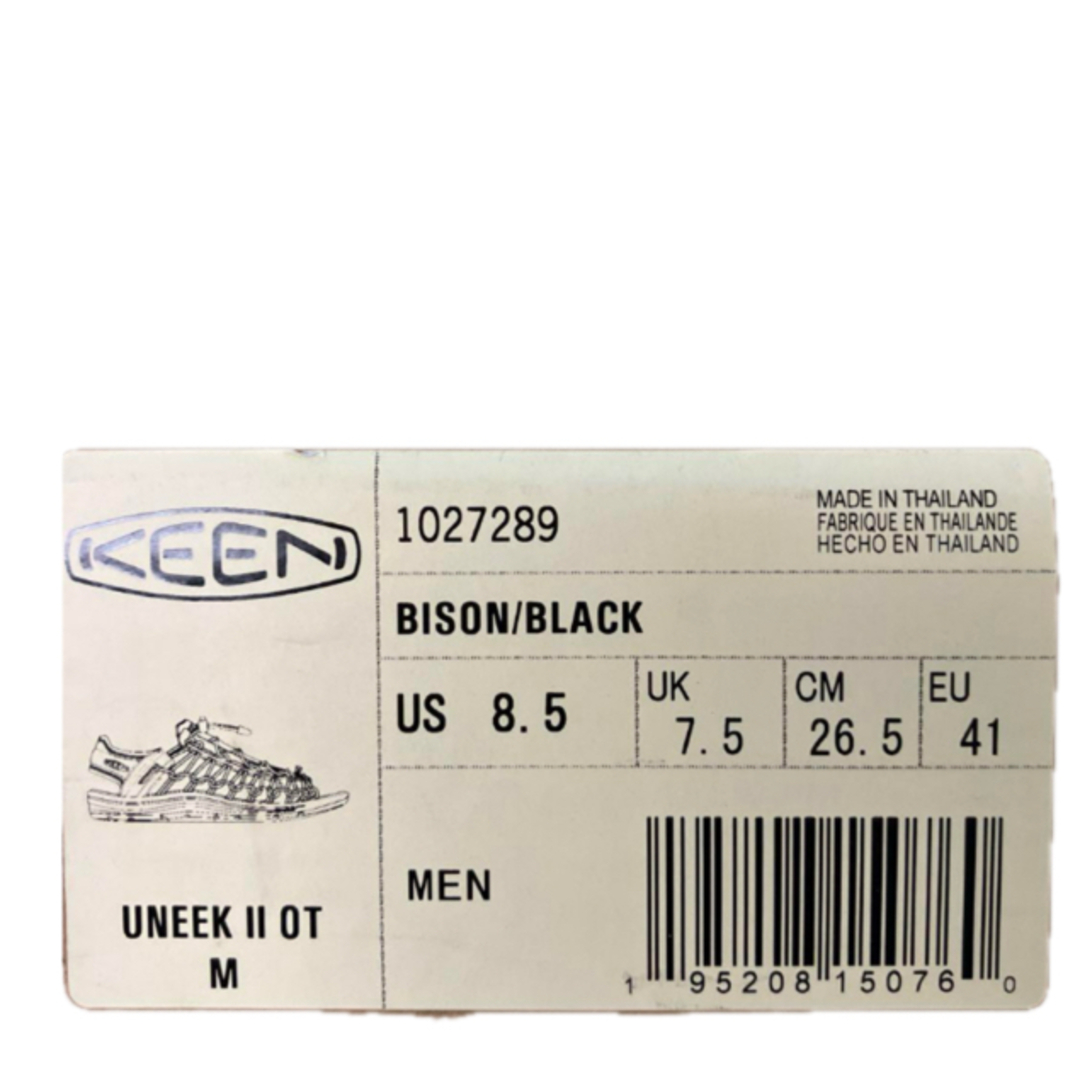 KEEN
1027289
MADE IN THAILAND
FABRIQUE EN THAILANDE
HECHO EN THAILAND
BISON/BLACK
US 8.5
UK 7.5
CM 26.5
EU 41
KEEN
UNEEK II OT
M
MEN
1 95208 15076 0